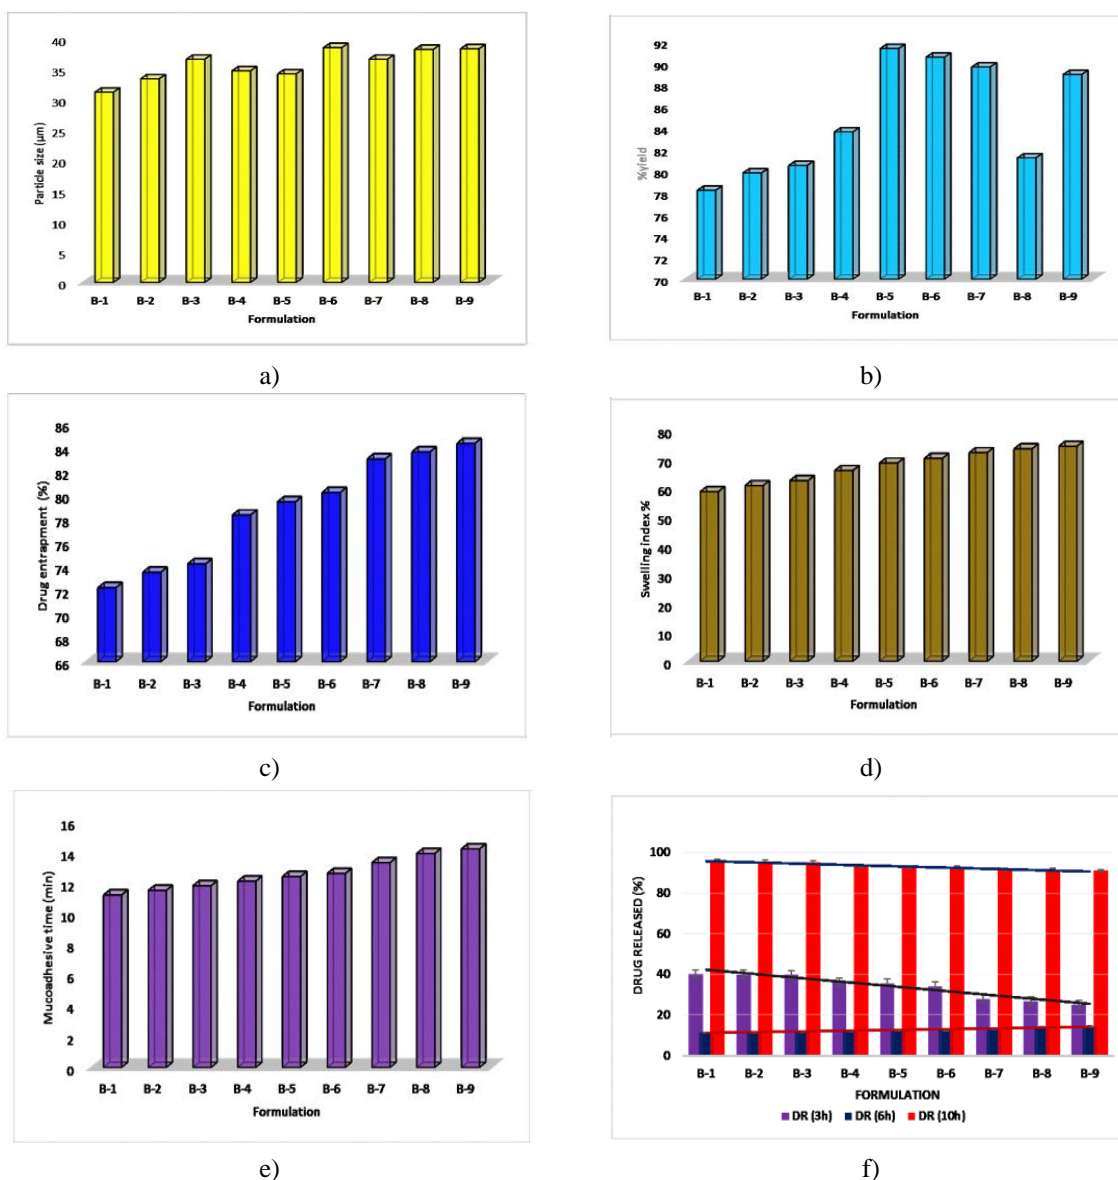 40
35
30
25
20
15
10
5
0
Particle size (µm)
B-1 B-2 B-3 B-4 B-5 B-6 B-7 B-8 B-9
Formulation
a)
92
90
88
86
84
82
80
78
76
74
72
70
%yield
B-1 B-2 B-3 B-4 B-5 B-6 B-7 B-8 B-9
Formulation
b)
86
84
82
80
78
76
74
72
70
68
66
Drug entrapment (%)
B-1 B-2 B-3 B-4 B-5 B-6 B-7 B-8 B-9
Formulation
c)
80
70
60
50
40
30
20
10
0
Swelling index %
B-1 B-2 B-3 B-4 B-5 B-6 B-7 B-8 B-9
Formulation
d)
16
14
12
10
8
6
4
2
0
Mucoadhesive time (min)
B-1 B-2 B-3 B-4 B-5 B-6 B-7 B-8 B-9
Formulation
e)
100
80
60
40
20
0
DRUG RELEASED (%)
B-1 B-2 B-3 B-4 B-5 B-6 B-7 B-8 B-9
FORMULATION
DR (3h) DR (6h) DR (10h)
f)